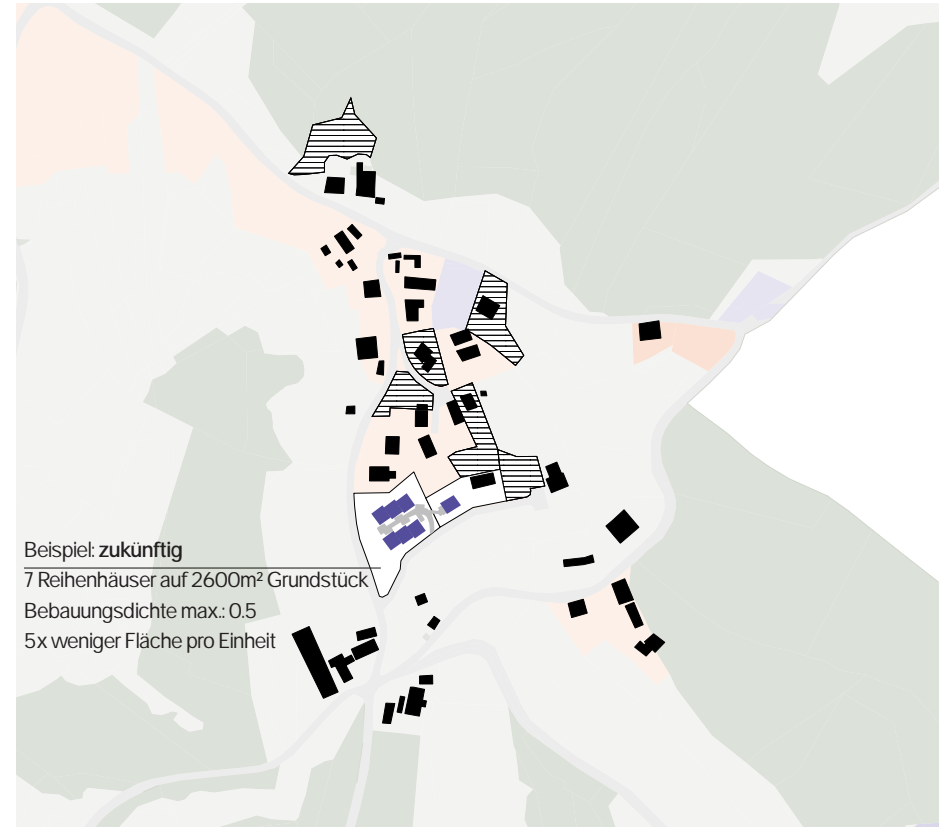 Beispiel: zukünftig
7 Reihenhäuser auf 2600m² Grundstück
Bebauungsdichte max.: 0.5
5x weniger Fläche pro Einheit